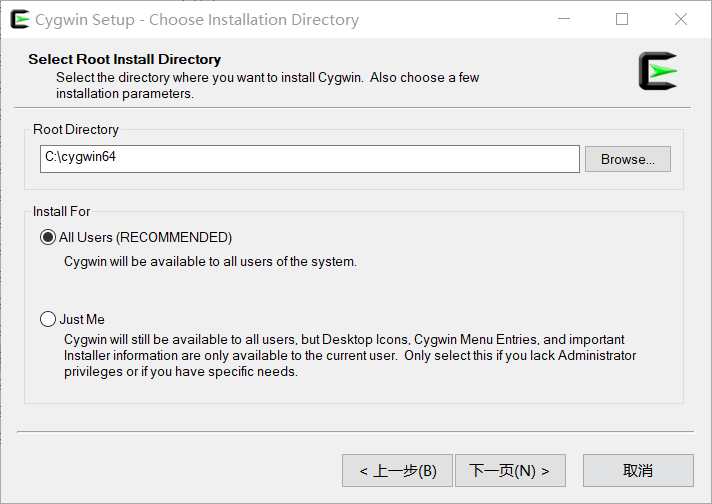 Cygwin Setup - Choose Installation Directory
Select Root Install Directory
Select the directory where you want to install Cygwin.  Also choose a few
installation parameters.
Root Directory
C:\cygwin64
Browse...
Install For
All Users (RECOMMENDED)
Cygwin will be available to all users of the system.
Just Me
Cygwin will still be available to all users, but Desktop Icons, Cygwin Menu Entries, and important
Installer information are only available to the current user.  Only select this if you lack Administrator
privileges or if you have specific needs.
< 上一步(B)
下一页(N) >
取消